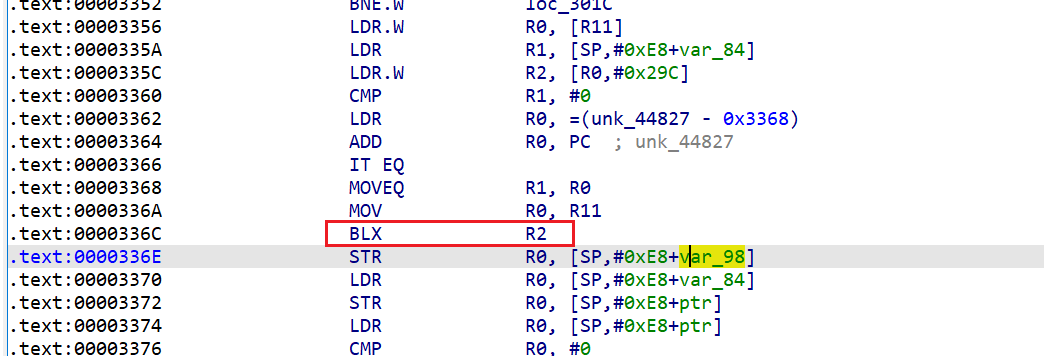 .text:00003352 BNE.W loc_301C
.text:00003356 LDR.W R0, [R11]
.text:0000335A LDR R1, [SP,#0xE8+var_84]
.text:0000335C LDR.W R2, [R0,#0x29C]
.text:00003360 CMP R1, #0
.text:00003362 LDR R0, =(unk_44827 - 0x3368)
.text:00003364 ADD R0, PC ; unk_44827
.text:00003366 IT EQ
.text:00003368 MOVEQ R1, R0
.text:0000336A MOV R0, R11
.text:0000336C BLX R2
.text:0000336E STR R0, [SP,#0xE8+var_98]
.text:00003370 LDR R0, [SP,#0xE8+var_84]
.text:00003372 STR R0, [SP,#0xE8+ptr]
.text:00003374 LDR R0, [SP,#0xE8+ptr]
.text:00003376 CMP R0, #0